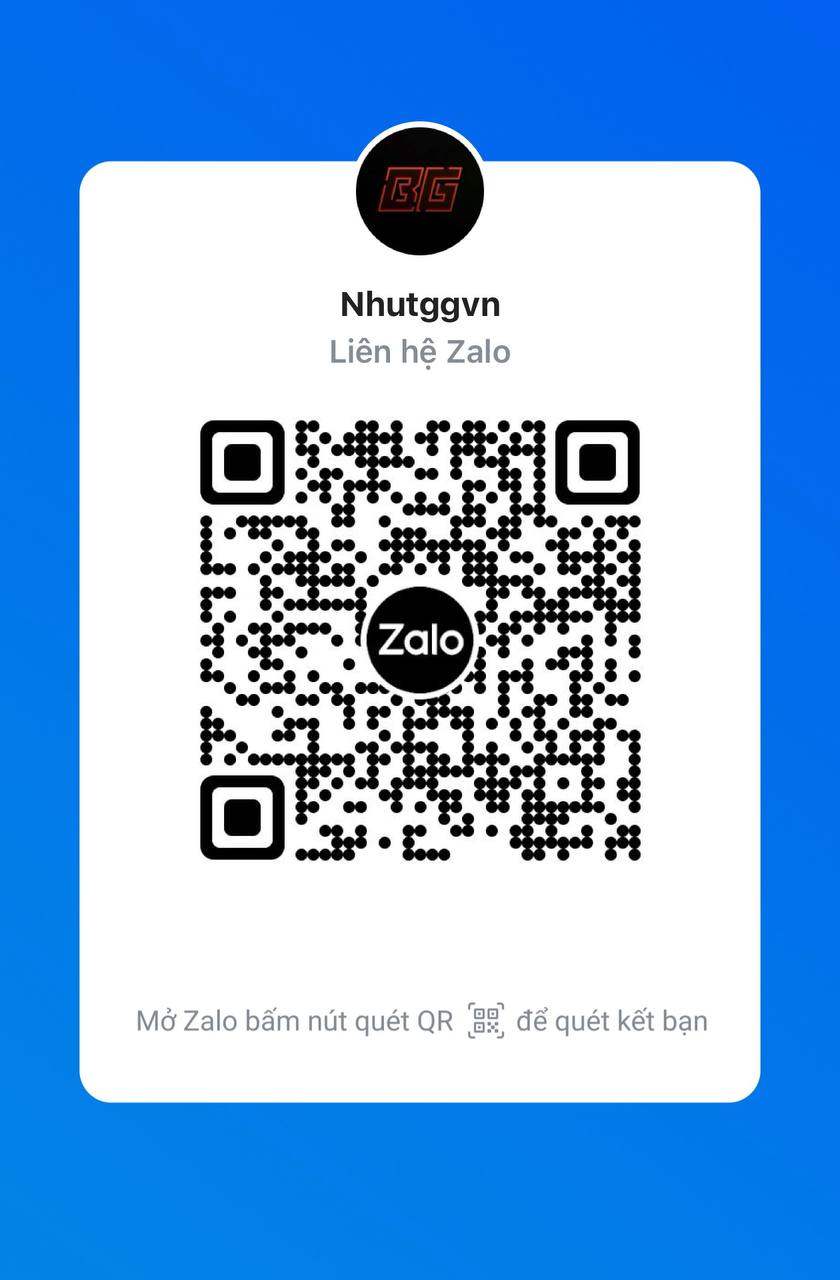 BG
Nhutggvn
Liên hệ Zalo
Zalo
Mở Zalo bấm nút quét QR để quét kết bạn